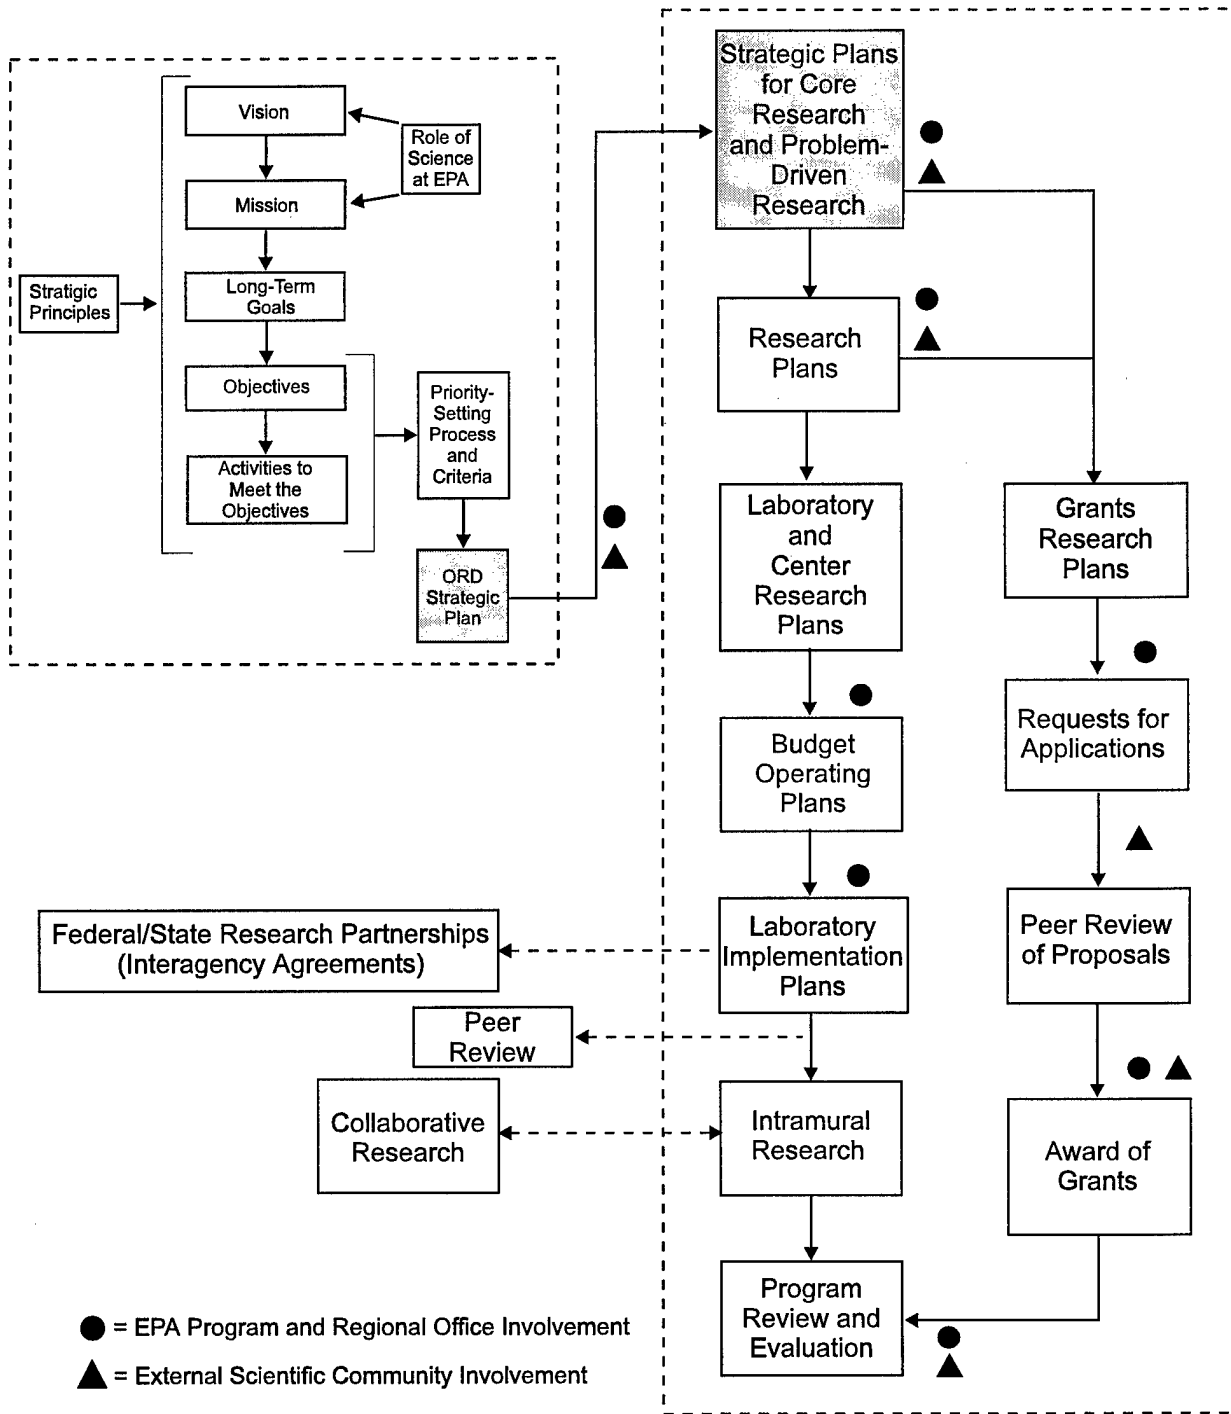 Vision
Role of
Science
at EPA
Mission
Stratigic
Principles
Long-Term
Goals
Objectives
Activities to
Meet the
Objectives
Priority-
Setting
Process
and
Criteria
ORD
Strategic
Plan
Strategic Plans
for Core
Research
and Problem-
Driven
Research
Research
Plans
Laboratory
and
Center
Research
Plans
Grants
Research
Plans
Budget
Operating
Plans
Requests for
Applications
Laboratory
Implementation
Plans
Peer Review
of Proposals
Federal/State Research Partnerships
(Interagency Agreements)
Peer
Review
Collaborative
Research
Intramural
Research
Award of
Grants
Program
Review and
Evaluation
= EPA Program and Regional Office Involvement
= External Scientific Community Involvement